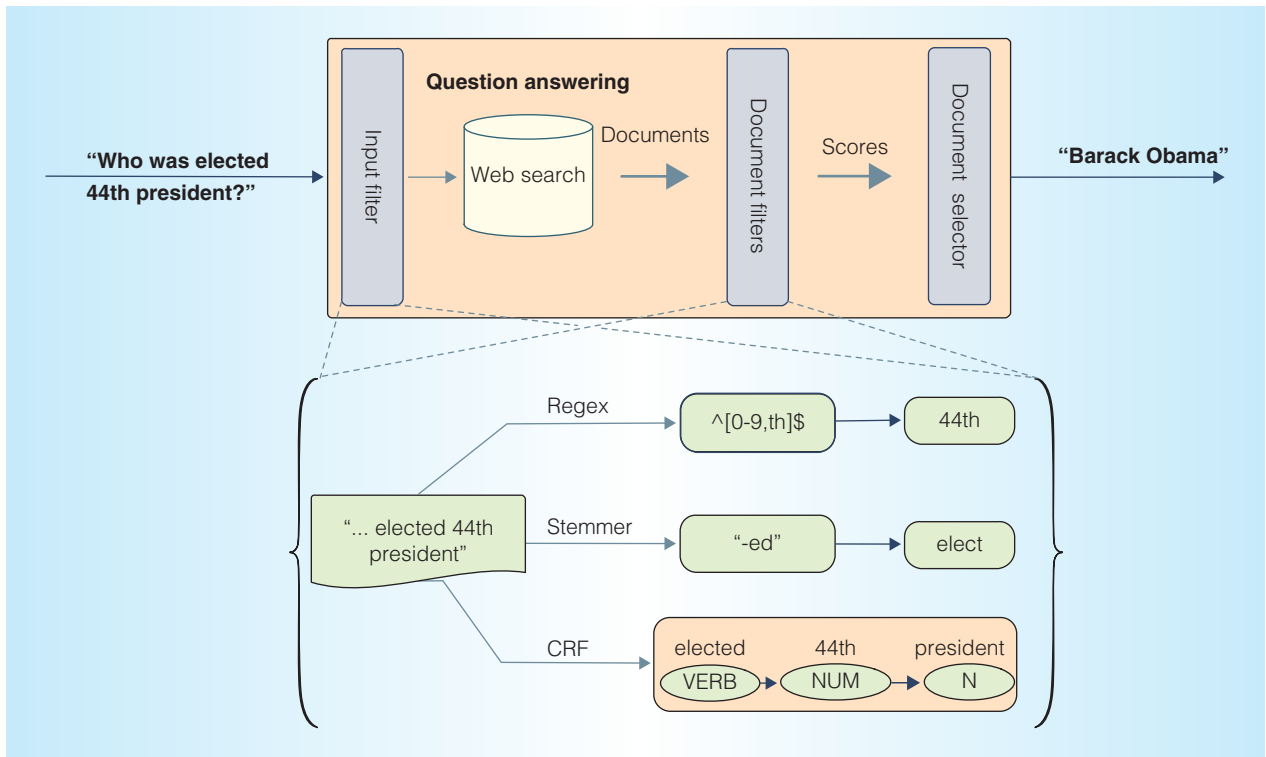 Question answering
“Who was elected
44th president?”
Input filter
Web search
Documents
Document filters
Scores
Document selector
“Barack Obama”
Regex
^[0-9,th]$
44th
“... elected 44th
president”
Stemmer
“-ed”
elect
CRF
elected 44th president
VERB NUM N